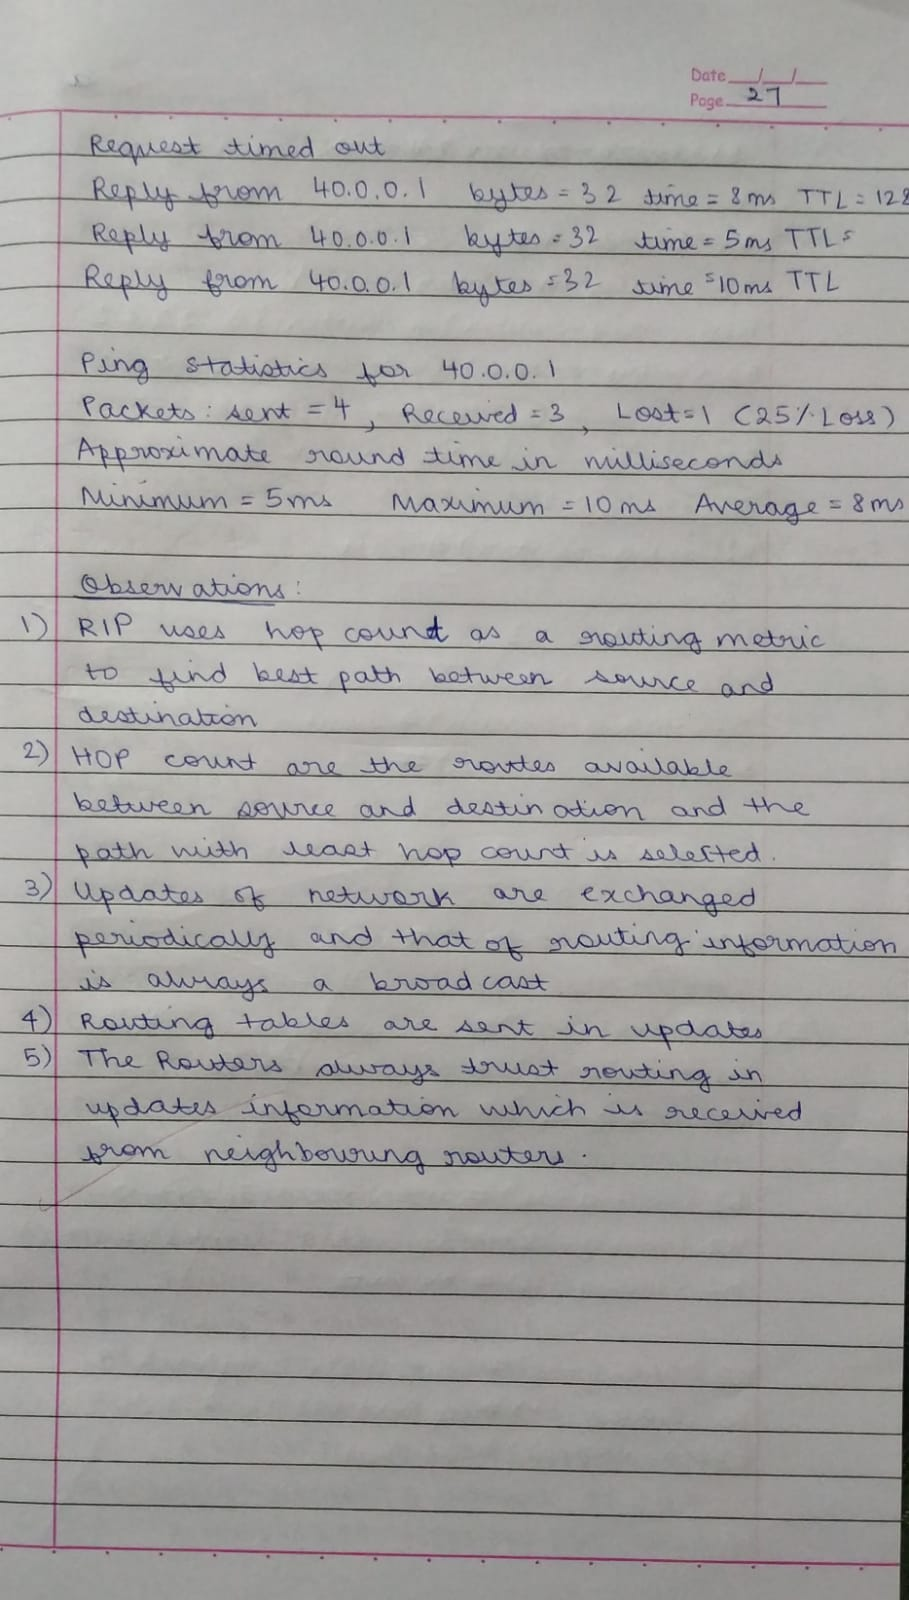 Date __/__/__
Page 27
Request timed out
Reply from 40.0.0.1 bytes = 32 time = 8ms TTL = 128
Reply from 40.0.0.1 bytes = 32 time = 5ms TTL =
Reply from 40.0.0.1 bytes = 32 time = 10ms TTL
Ping statistics for 40.0.0.1
Packets: sent = 4, Received = 3, Lost = 1 (25% Loss)
Approximate round time in milliseconds
Minimum = 5ms Maximum = 10 ms Average = 8ms
Observations:
1) RIP uses hop count as a routing metric
to find best path between source and
destination
2) HOP count are the routes available
between source and destination and the
path with least hop count is selected.
3) Updates of network are exchanged
periodically and that of routing information
is always a broadcast
4) Routing tables are sent in updates
5) The Routers always trust routing in
updates information which is received
from neighbouring routers.